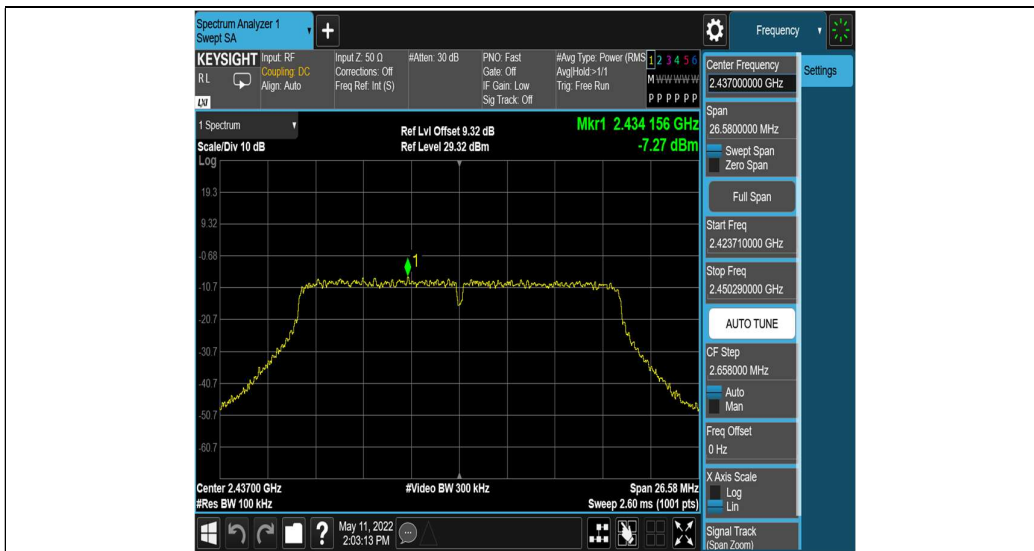 Spectrum Analyzer 1
Swept SA
Frequency
KEYSIGHT
RL
LXI
Input: RF
Coupling: DC
Align: Auto
Input Z: 50 Ω
Corrections: Off
Freq Ref: Int (S)
#Atten: 30 dB
PNO: Fast
Gate: Off
IF Gain: Low
Sig Track: Off
#Avg Type: Power (RMS
Avg|Hold:>1/1
Trig: Free Run
1 2 3 4 5 6
M W W W W W
P P P P P P
1 Spectrum
Scale/Div 10 dB
Log
Ref Lvl Offset 9.32 dB
Ref Level 29.32 dBm
Mkr1 2.434 156 GHz
-7.27 dBm
19.3
9.32
-0.68
-10.7
-20.7
-30.7
-40.7
-50.7
-60.7
1
Center 2.43700 GHz
#Res BW 100 kHz
#Video BW 300 kHz
Span 26.58 MHz
Sweep 2.60 ms (1001 pts)
?
May 11, 2022
2:03:13 PM
Center Frequency
2.437000000 GHz
Settings
Span
26.5800000 MHz
Swept Span
Zero Span
Full Span
Start Freq
2.423710000 GHz
Stop Freq
2.450290000 GHz
AUTO TUNE
CF Step
2.658000 MHz
Auto
Man
Freq Offset
0 Hz
X Axis Scale
Log
Lin
Signal Track
(Span Zoom)